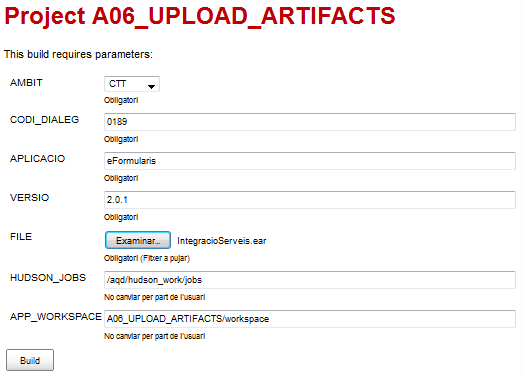 Project A06_UPLOAD_ARTIFACTS
This build requires parameters:
AMBIT CTT
Obligatori
CODI_DIALEG 0189
Obligatori
APLICACIO eFormularis
Obligatori
VERSIO 2.0.1
Obligatori
FILE Examinar... IntegracioServeis.ear
Obligatori (Fitxer a pujar)
HUDSON_JOBS /aqd/hudson_work/jobs
No canviar per part de l'usuari
APP_WORKSPACE A06_UPLOAD_ARTIFACTS/workspace
No canviar per part de l'usuari
Build